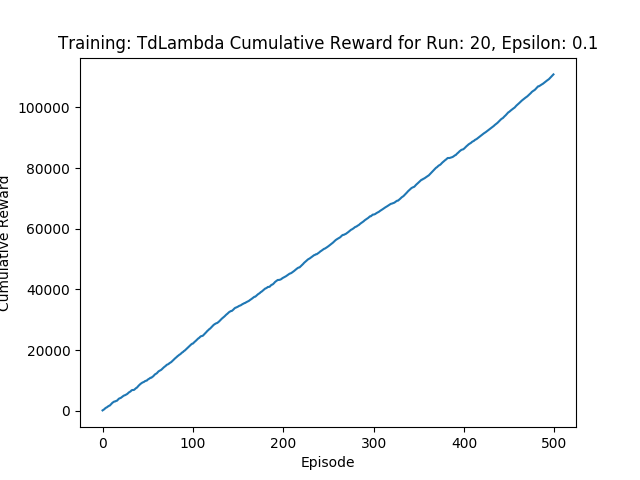 Training: TdLambda Cumulative Reward for Run: 20, Epsilon: 0.1
100000
80000
60000
40000
20000
0
Cumulative Reward
0 100 200 300 400 500
Episode